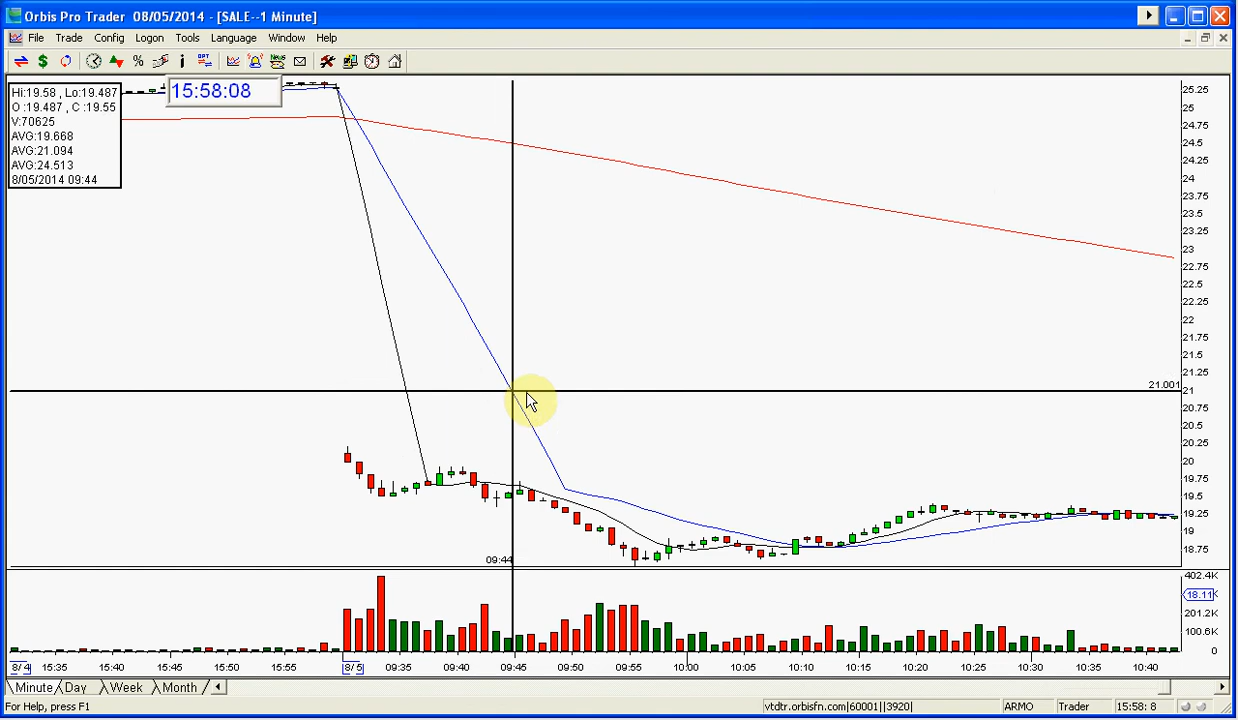 Orbis Pro Trader 08/05/2014 - [SALE--1 Minute]
File Trade Config Logon Tools Language Window Help
15:58:08
Hi:19.58 , Lo:19.487
O :19.487 , C :19.55
V:70625
AVG:19.668
AVG:21.094
AVG:24.513
8/05/2014 09:44
25.25
25
24.75
24.5
24.25
24
23.75
23.5
23.25
23
22.75
22.5
22.25
22
21.75
21.5
21.25
21.001
21
20.75
20.5
20.25
20
19.75
19.5
19.25
19
18.75
09:44
402.4K
18.11
201.2K
100.6K
0
8/ 4 15:35 15:40 15:45 15:50 15:55 8/ 5 09:35 09:40 09:45 09:50 09:55 10:00 10:05 10:10 10:15 10:20 10:25 10:30 10:35 10:40
Minute Day Week Month
For Help, press F1 vtdtr.orbisfn.com|60001||3920| ARMO Trader 15:58: 8